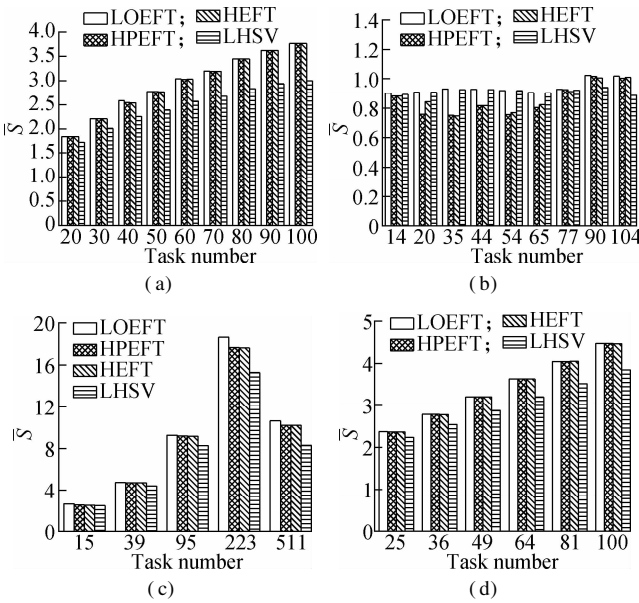 (a)
LOEFT; HEFT
HPEFT; LHSV
4.0
3.5
3.0
2.5
2.0
1.5
1.0
0.5
0
S̅
20 30 40 50 60 70 80 90 100
Task number
(a)
LOEFT; HEFT
HPEFT; LHSV
1.4
1.2
1.0
0.8
0.6
0.4
0.2
0
S̅
14 20 35 44 54 65 77 90 104
Task number
(b)
LOEFT
HPEFT
HEFT
LHSV
20
16
12
8
4
0
S̅
15 39 95 223 511
Task number
(c)
LOEFT; HEFT
HPEFT; LHSV
5
4
3
2
1
0
S̅
25 36 49 64 81 100
Task number
(d)